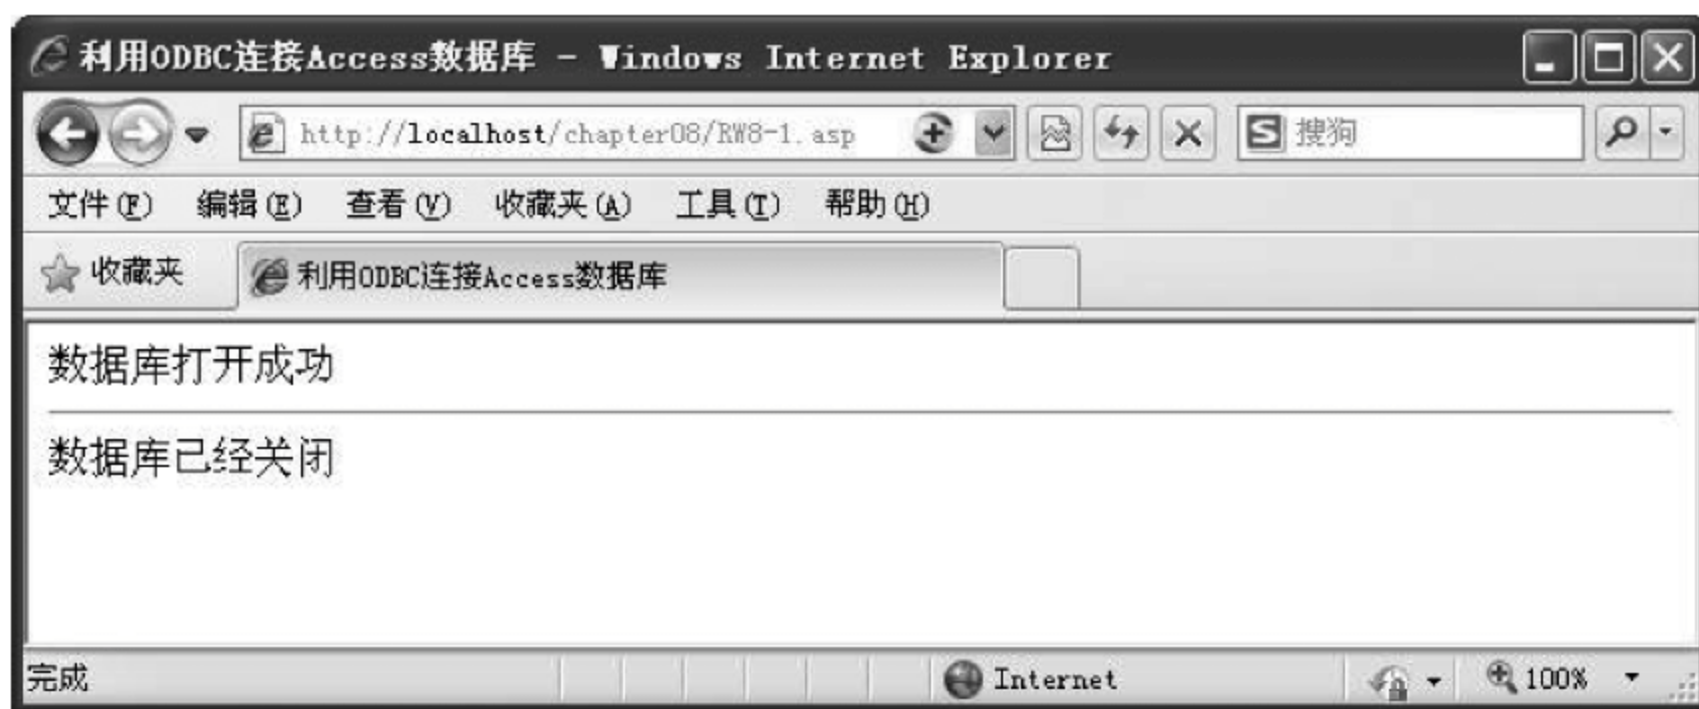 利用ODBC连接Access数据库 - Windows Internet Explorer
http://localhost/chapter08/RW8-1.asp 搜狗
文件(F) 编辑(E) 查看(V) 收藏夹(A) 工具(T) 帮助(H)
收藏夹 利用ODBC连接Access数据库
数据库打开成功
数据库已经关闭
完成 Internet 100%